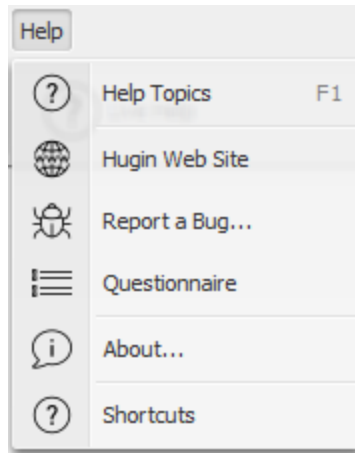 Help
Help Topics F1
Hugin Web Site
Report a Bug...
Questionnaire
About...
Shortcuts